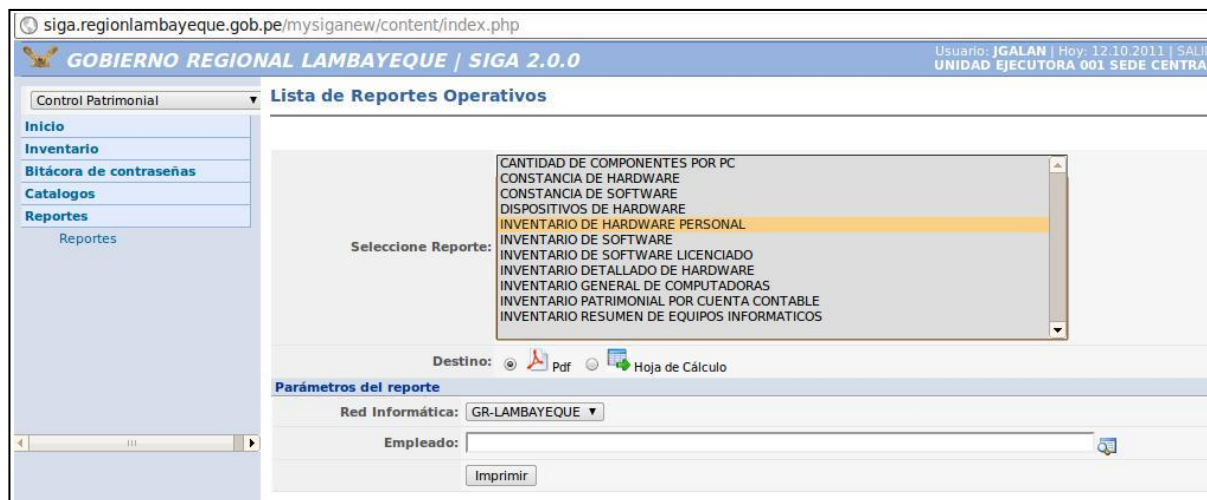 siga.regionlambayeque.gob.pe/mysiganew/content/index.php
GOBIERNO REGIONAL LAMBAYEQUE | SIGA 2.0.0
Usuario: JGALAN | Hoy: 12.10.2011 | SALI
UNIDAD EJECUTORA 001 SEDE CENTRA
Control Patrimonial
Inicio
Inventario
Bitácora de contraseñas
Catalogos
Reportes
Reportes
Lista de Reportes Operativos
Seleccione Reporte:
CANTIDAD DE COMPONENTES POR PC
CONSTANCIA DE HARDWARE
CONSTANCIA DE SOFTWARE
DISPOSITIVOS DE HARDWARE
INVENTARIO DE HARDWARE PERSONAL
INVENTARIO DE SOFTWARE
INVENTARIO DE SOFTWARE LICENCIADO
INVENTARIO DETALLADO DE HARDWARE
INVENTARIO GENERAL DE COMPUTADORAS
INVENTARIO PATRIMONIAL POR CUENTA CONTABLE
INVENTARIO RESUMEN DE EQUIPOS INFORMATICOS
Destino: Pdf Hoja de Cálculo
Parámetros del reporte
Red Informática: GR-LAMBAYEQUE
Empleado:
Imprimir